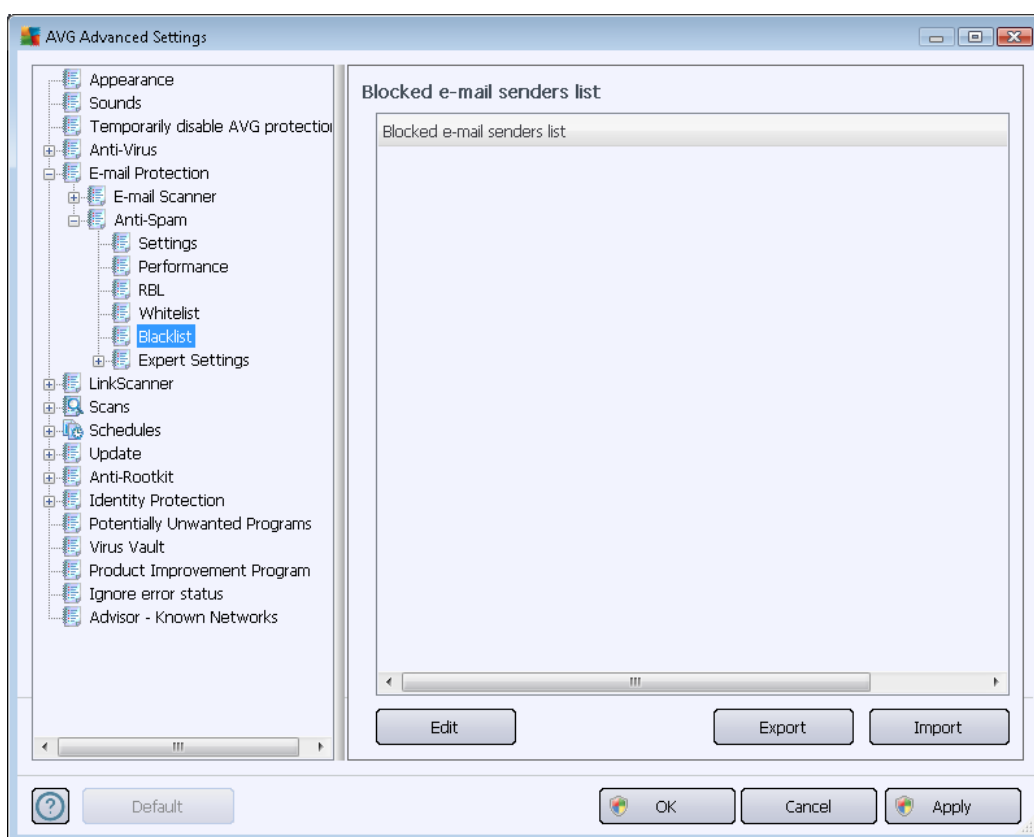 AVG Advanced Settings
Appearance
Sounds
Temporarily disable AVG protection
Anti-Virus
E-mail Protection
E-mail Scanner
Anti-Spam
Settings
Performance
RBL
Whitelist
Blacklist
Expert Settings
LinkScanner
Scans
Schedules
Update
Anti-Rootkit
Identity Protection
Potentially Unwanted Programs
Virus Vault
Product Improvement Program
Ignore error status
Advisor - Known Networks
Blocked e-mail senders list
Blocked e-mail senders list
Edit
Export
Import
?
Default
OK
Cancel
Apply